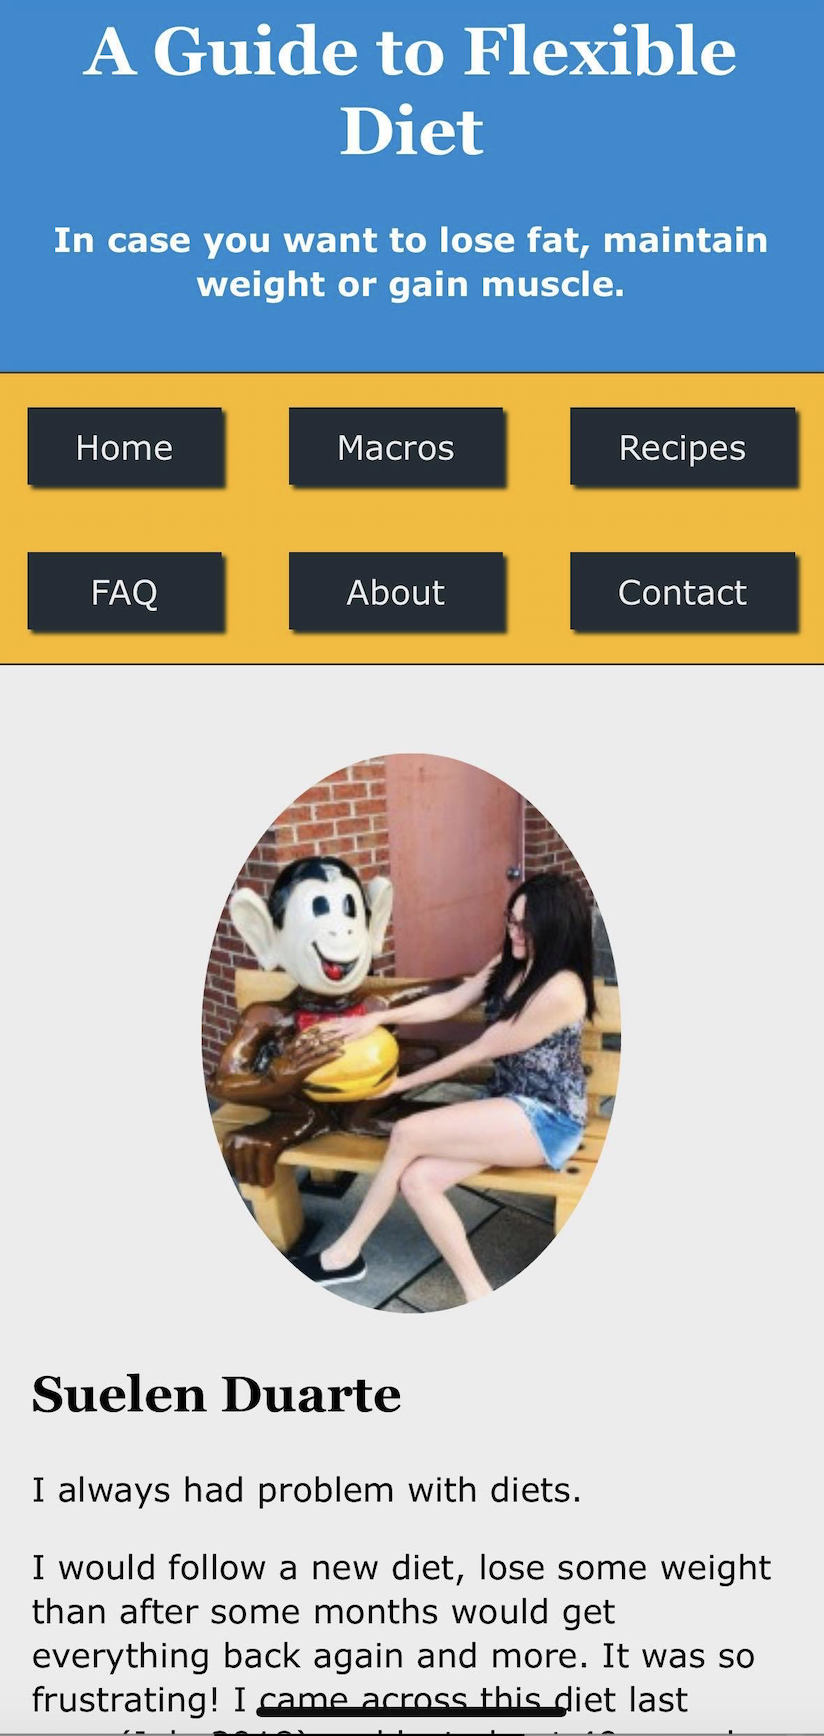 A Guide to Flexible
Diet
In case you want to lose fat, maintain
weight or gain muscle.
Home
Macros
Recipes
FAQ
About
Contact
Suelen Duarte
I always had problem with diets.
I would follow a new diet, lose some weight
than after some months would get
everything back again and more. It was so
frustrating! I came across this diet last